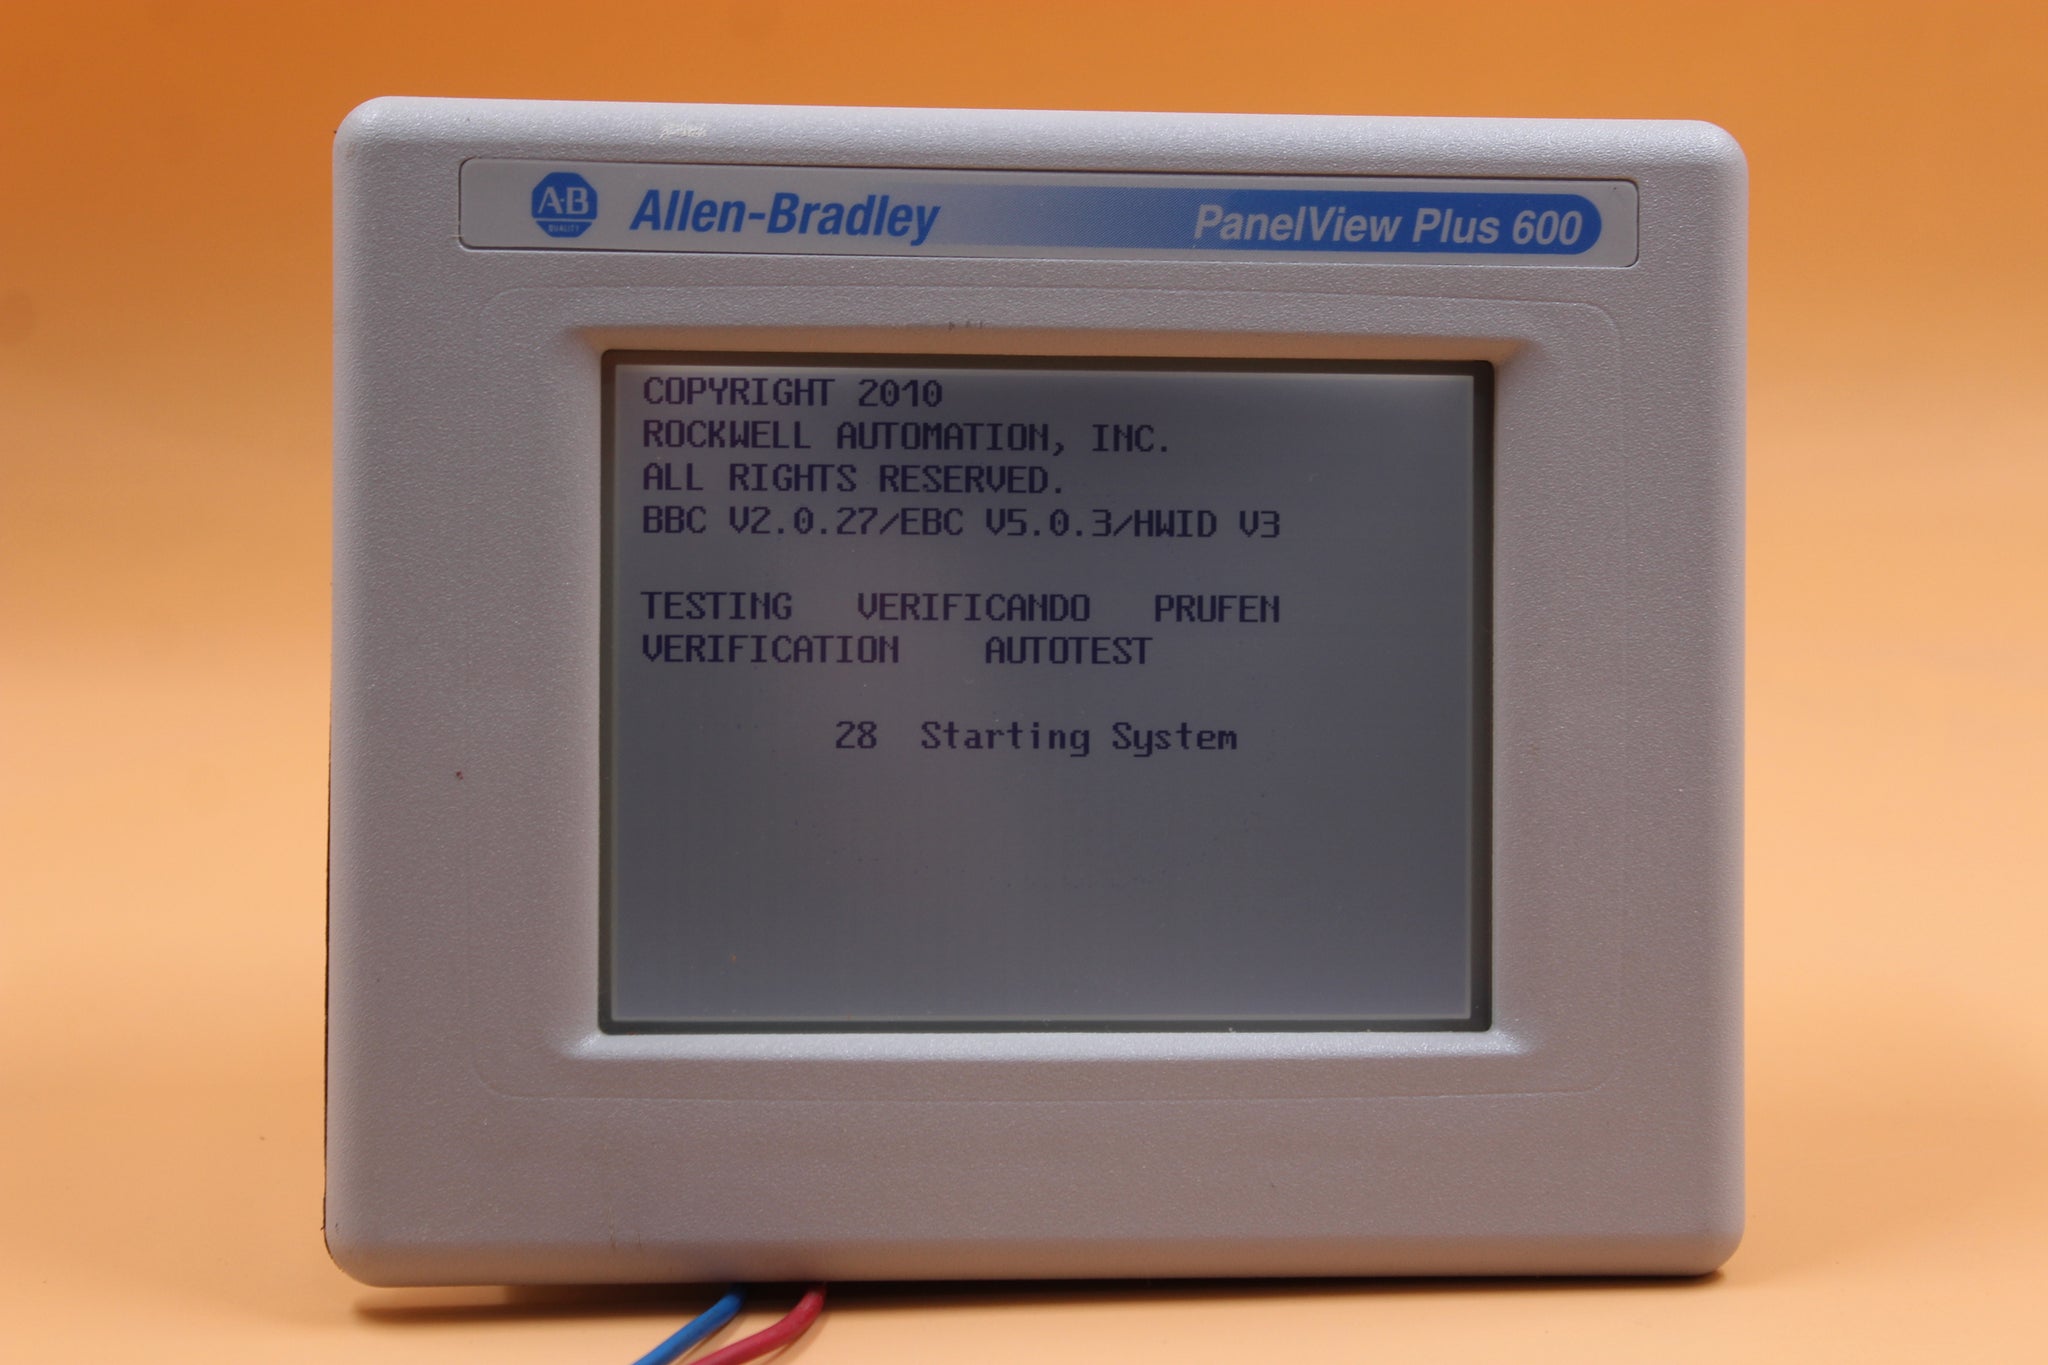 A·B
QUALITY
Allen-Bradley
PanelView Plus 600
COPYRIGHT 2010
ROCKWELL AUTOMATION, INC.
ALL RIGHTS RESERVED.
BBC V2.0.27/EBC V5.0.3/HWID V3
TESTING VERIFICANDO PRUFEN
VERIFICATION AUTOTEST
28 Starting System